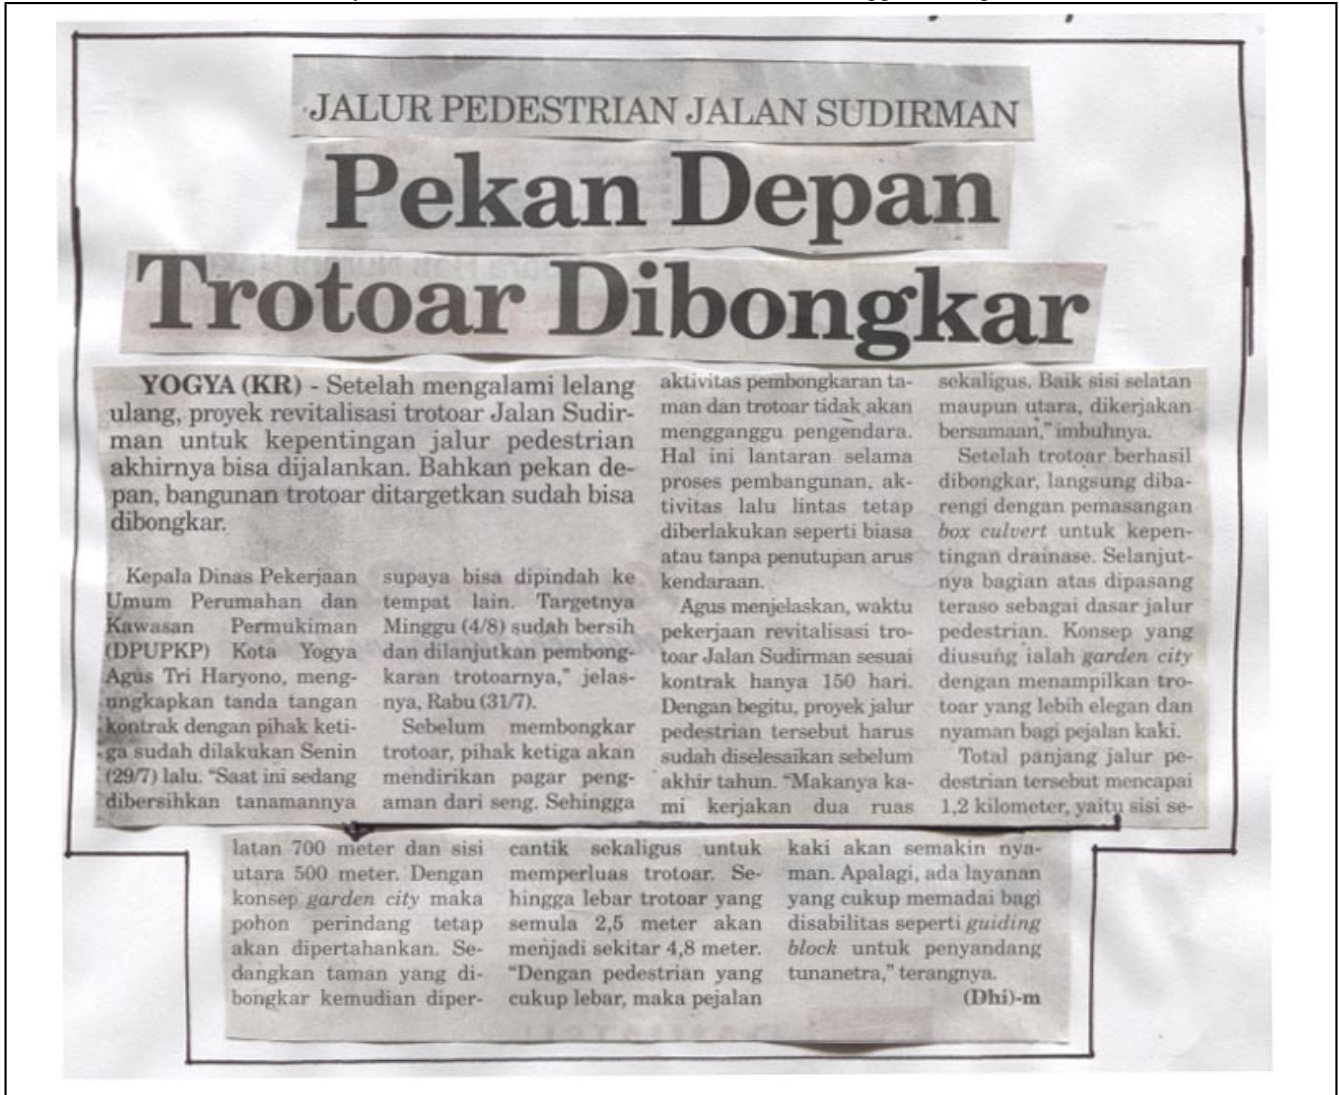 JALUR PEDESTRIAN JALAN SUDIRMAN
Pekan Depan
Trotoar Dibongkar
YOGYA (KR) - Setelah mengalami lelang
ulang, proyek revitalisasi trotoar Jalan Sudir-
man untuk kepentingan jalur pedestrian
akhirnya bisa dijalankan. Bahkan pekan de-
pan, bangunan trotoar ditargetkan sudah bisa
dibongkar.
Kepala Dinas Pekerjaan
Umum Perumahan dan
Kawasan Permukiman
(DPUPKP) Kota Yogya
Agus Tri Haryono, meng-
ungkapkan tanda tangan
kontrak dengan pihak keti-
ga sudah dilakukan Senin
(29/7) lalu. "Saat ini sedang
dibersihkan tanamannya
supaya bisa dipindah ke
tempat lain. Targetnya
Minggu (4/8) sudah bersih
dan dilanjutkan pembong-
karan trotoarnya," jelas-
nya, Rabu (31/7).
Sebelum membongkar
trotoar, pihak ketiga akan
mendirikan pagar peng-
aman dari seng. Sehingga
aktivitas pembongkaran ta-
man dan trotoar tidak akan
mengganggu pengendara.
Hal ini lantaran selama
proses pembangunan, ak-
tivitas lalu lintas tetap
diberlakukan seperti biasa
atau tanpa penutupan arus
kendaraan.
Agus menjelaskan, waktu
pekerjaan revitalisasi tro-
toar Jalan Sudirman sesuai
kontrak hanya 150 hari.
Dengan begitu, proyek jalur
pedestrian tersebut harus
sudah diselesaikan sebelum
akhir tahun. "Makanya ka-
mi kerjakan dua ruas
sekaligus. Baik sisi selatan
maupun utara, dikerjakan
bersamaan," imbuhnya.
Setelah trotoar berhasil
dibongkar, langsung diba-
rengi dengan pemasangan
box culvert untuk kepen-
tingan drainase. Selanjut-
nya bagian atas dipasang
teraso sebagai dasar jalur
pedestrian. Konsep yang
diusung ialah garden city
dengan menampilkan tro-
toar yang lebih elegan dan
nyaman bagi pejalan kaki.
Total panjang jalur pe-
destrian tersebut mencapai
1,2 kilometer, yaitu sisi se-
latan 700 meter dan sisi
utara 500 meter. Dengan
konsep garden city maka
pohon perindang tetap
akan dipertahankan. Se-
dangkan taman yang di-
bongkar kemudian diper-
cantik sekaligus untuk
memperluas trotoar. Se-
hingga lebar trotoar yang
semula 2,5 meter akan
menjadi sekitar 4,8 meter.
"Dengan pedestrian yang
cukup lebar, maka pejalan
kaki akan semakin nya-
man. Apalagi, ada layanan
yang cukup memadai bagi
disabilitas seperti guiding
block untuk penyandang
tunanetra," terangnya.
(Dhi)-m